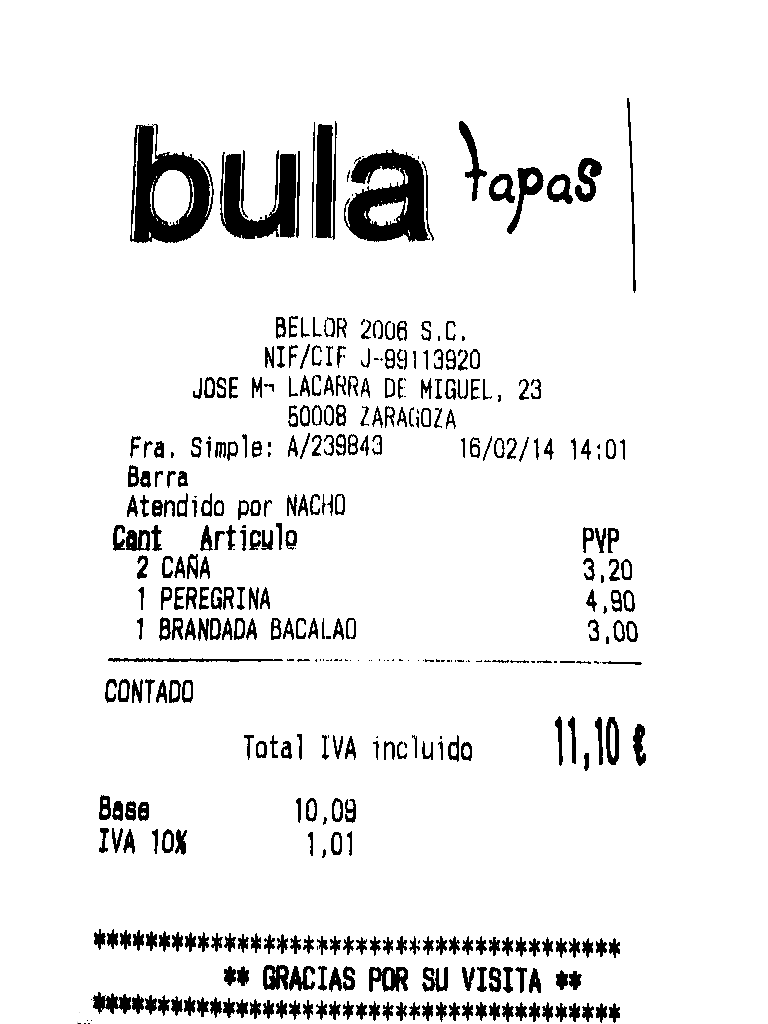 bula tapas
BELLOR 2006 S.C.
NIF/CIF J-99113920
JOSE Mª LACARRA DE MIGUEL, 23
50008 ZARAGOZA
Fra. Simple: A/239843 16/02/14 14:01
Barra
Atendido por NACHO
Cant Articulo PVP
2 CAÑA 3,20
1 PEREGRINA 4,90
1 BRANDADA BACALAO 3,00
CONTADO
Total IVA incluido 11,10 €
Base 10,09
IVA 10% 1,01
****************************************
** GRACIAS POR SU VISITA **
****************************************